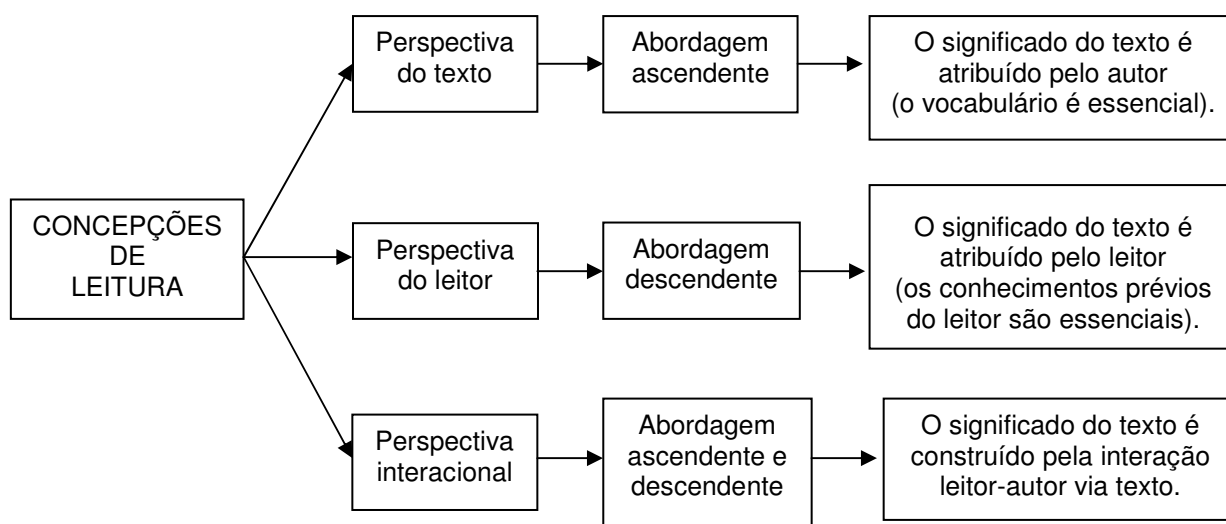 CONCEPÇÕES
DE
LEITURA
Perspectiva
do texto
Abordagem
ascendente
O significado do texto é
atribuído pelo autor
(o vocabulário é essencial).
Perspectiva
do leitor
Abordagem
descendente
O significado do texto é
atribuído pelo leitor
(os conhecimentos prévios
do leitor são essenciais).
Perspectiva
interacional
Abordagem
ascendente e
descendente
O significado do texto é
construído pela interação
leitor-autor via texto.